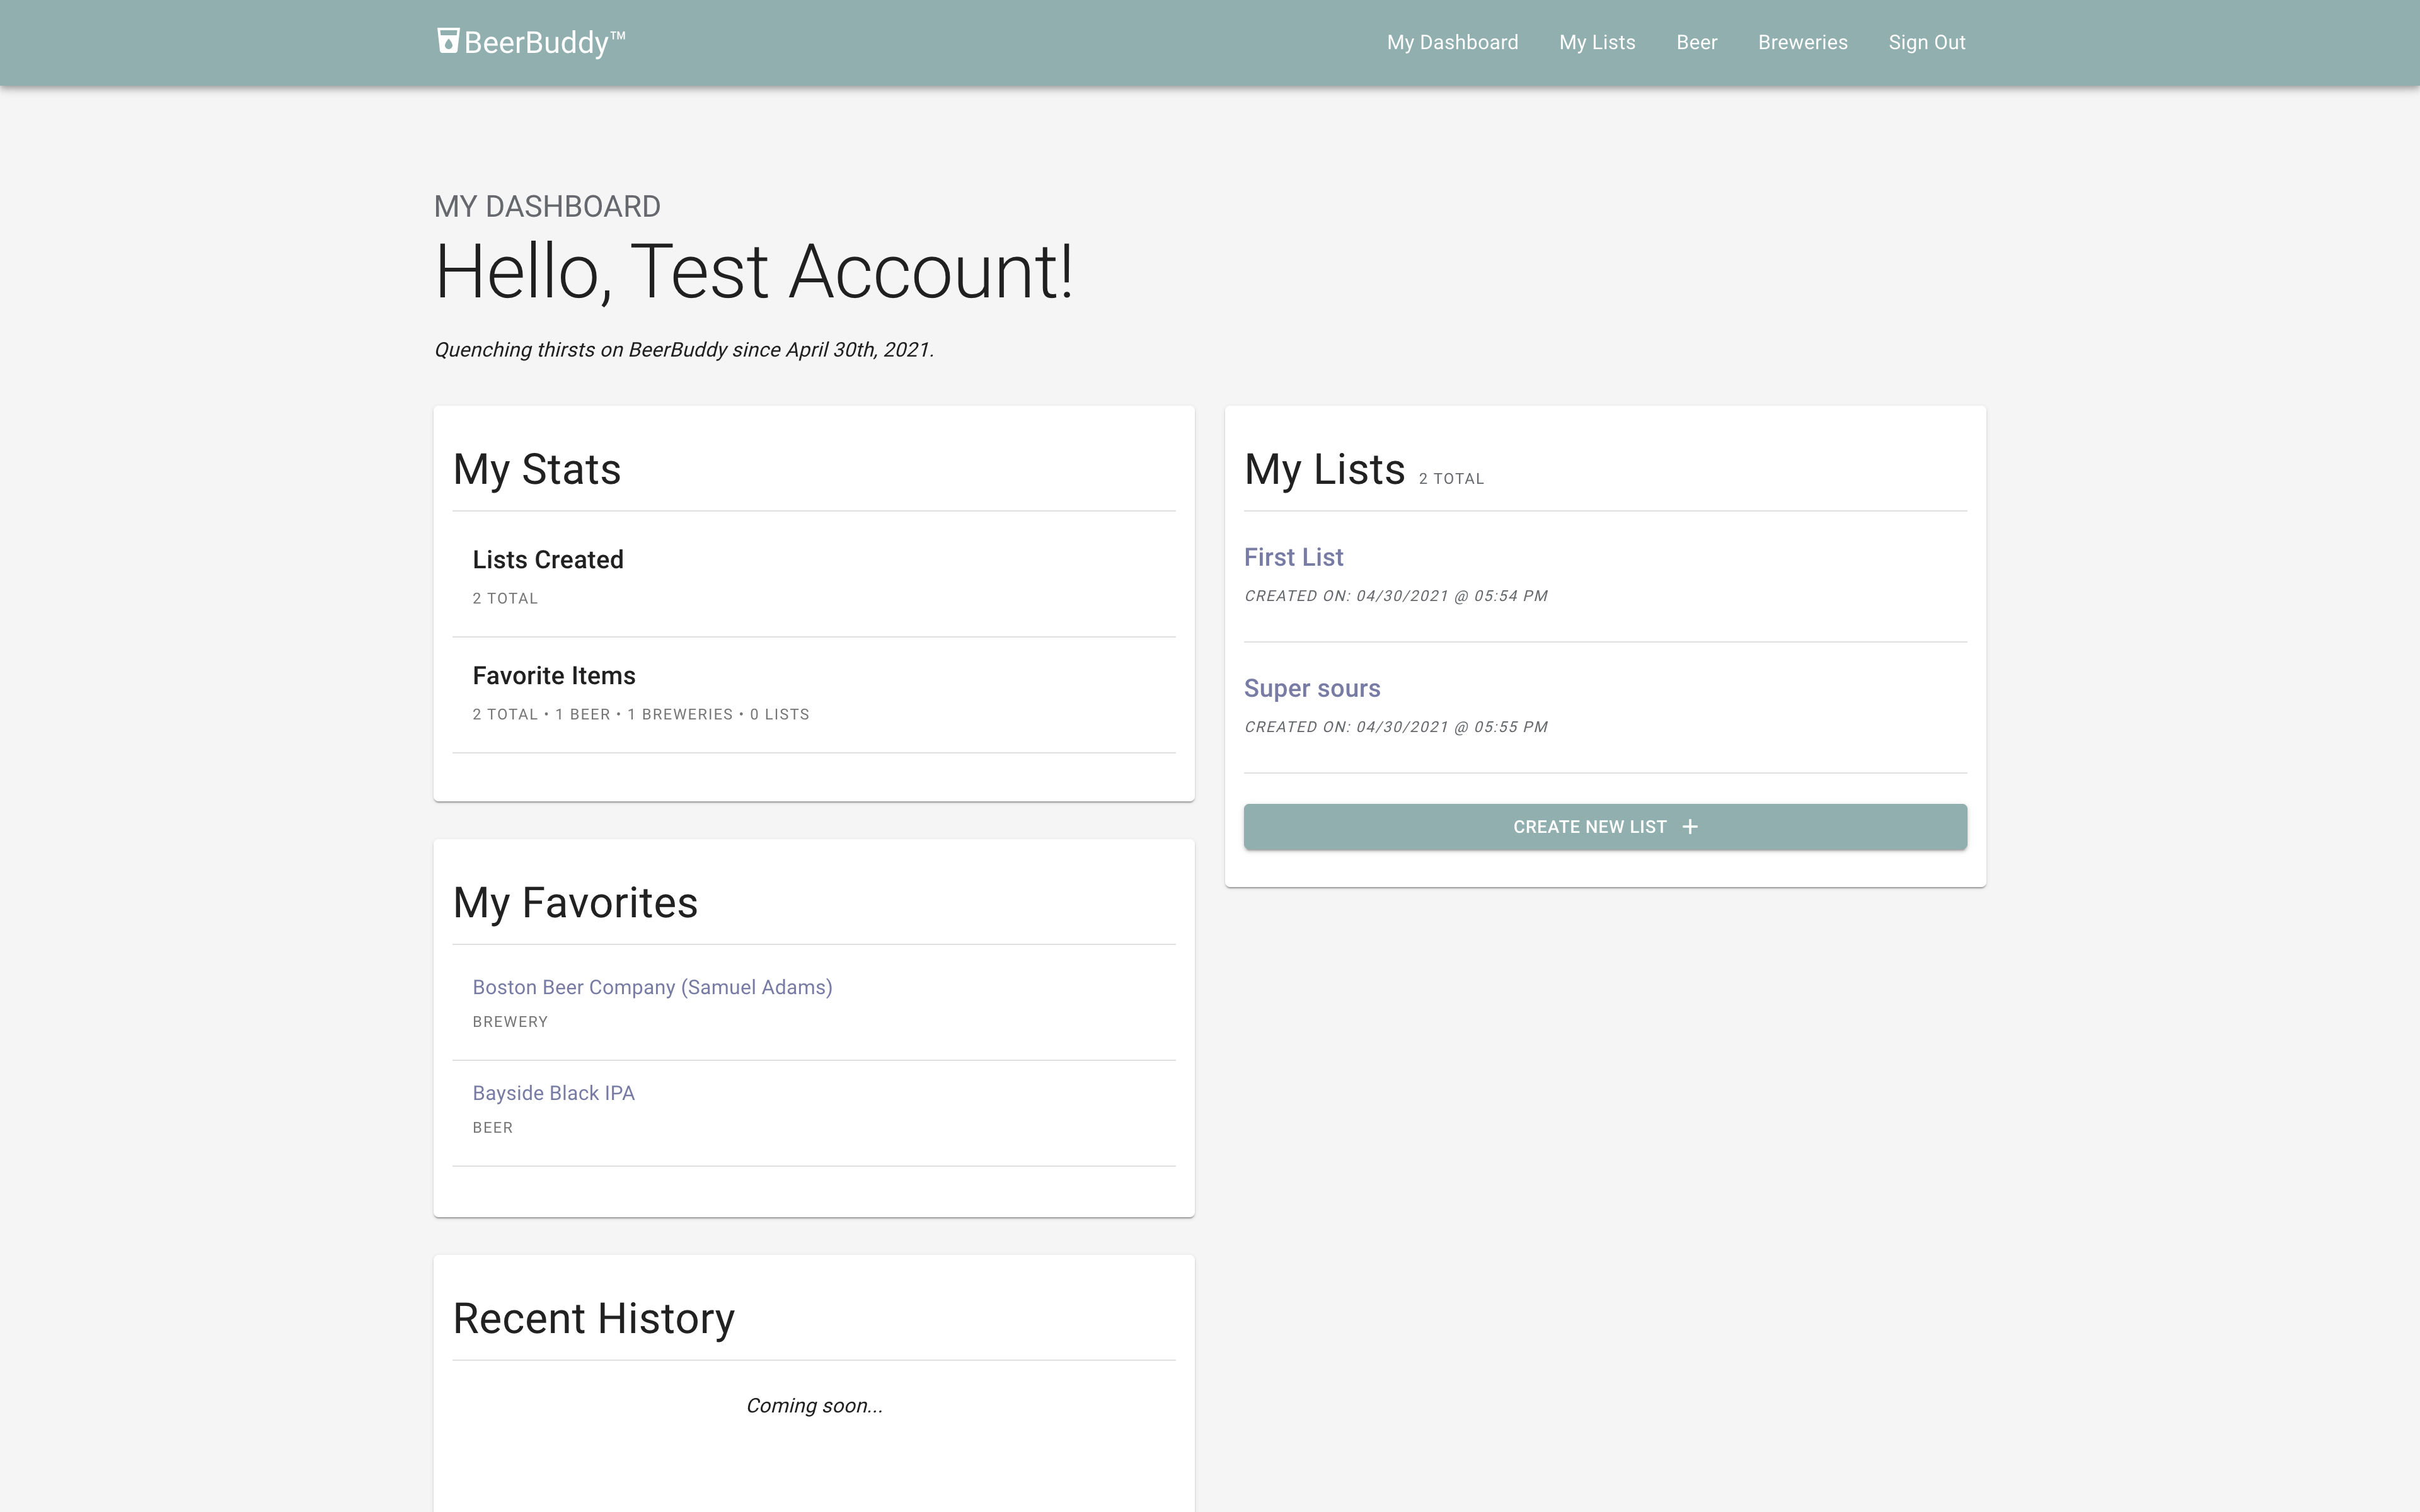 BeerBuddy™
My Dashboard My Lists Beer Breweries Sign Out
MY DASHBOARD
Hello, Test Account!
Quenching thirsts on BeerBuddy since April 30th, 2021.
My Stats
Lists Created
2 TOTAL
Favorite Items
2 TOTAL • 1 BEER • 1 BREWERIES • 0 LISTS
My Favorites
Boston Beer Company (Samuel Adams)
BREWERY
Bayside Black IPA
BEER
Recent History
Coming soon...
My Lists 2 TOTAL
First List
CREATED ON: 04/30/2021 @ 05:54 PM
Super sours
CREATED ON: 04/30/2021 @ 05:55 PM
CREATE NEW LIST +